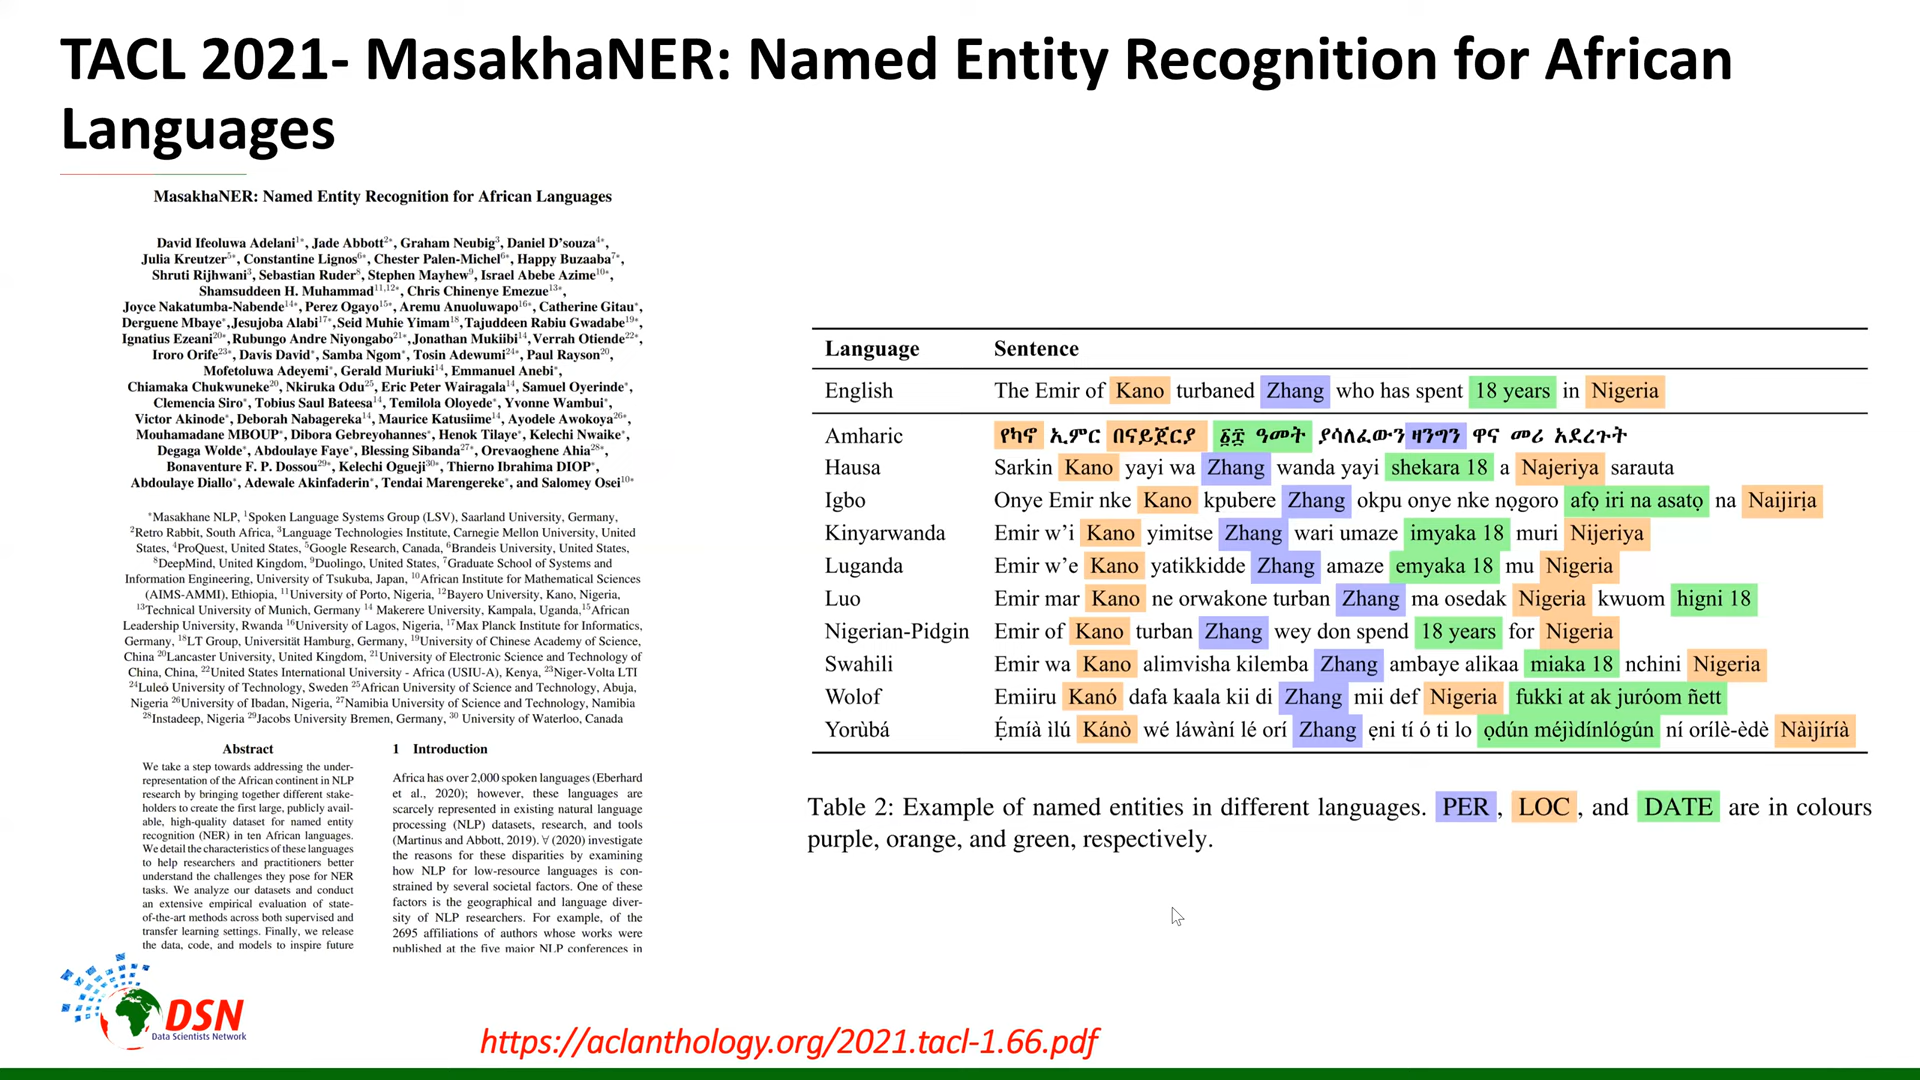 TACL 2021- MasakhaNER: Named Entity Recognition for African
Languages
MasakhaNER: Named Entity Recognition for African Languages
David Ifeoluwa Adelani1*, Jade Abbott2*, Graham Neubig3, Daniel D'souza4*,
Julia Kreutzer5*, Constantine Lignos6*, Chester Palen-Michel6*, Happy Buzaaba7*,
Shruti Rijhwani3, Sebastian Ruder8, Stephen Mayhew9, Israel Abebe Azime10*,
Shamsuddeen H. Muhammad11,12*, Chris Chinenye Emezue13*,
Joyce Nakatumba-Nabende14*, Perez Ogayo15*, Aremu Anuoluwapo16*, Catherine Gitau*,
Derguene Mbaye*, Jesujoba Alabi17*, Seid Muhie Yimam18, Tajuddeen Rabiu Gwadabe19*,
Ignatius Ezeani20*, Rubungo Andre Niyongabo21*, Jonathan Mukiibi14, Verrah Otiende22*,
Iroro Orife23*, Davis David*, Samba Ngom*, Tosin Adewumi24*, Paul Rayson20,
Mofetoluwa Adeyemi*, Gerald Muriuki14, Emmanuel Anebi*,
Chiamaka Chukwuneke20, Nkiruka Odu25, Eric Peter Wairagala14, Samuel Oyerinde*,
Clemencia Siro*, Tobius Saul Bateesa14, Temilola Oloyede*, Yvonne Wambui*,
Victor Akinode*, Deborah Nabagereka14, Maurice Katusiime14, Ayodele Awokoya26*,
Mouhamadane MBOUP*, Dibora Gebreyohannes*, Henok Tilaye*, Kelechi Nwaike*,
Degaga Wolde*, Abdoulaye Faye*, Blessing Sibanda27*, Orevaoghene Ahia28*,
Bonaventure F. P. Dossou29*, Kelechi Ogueji30*, Thierno Ibrahima DIOP*,
Abdoulaye Diallo*, Adewale Akinfaderin*, Tendai Marengereke*, and Salomey Osei10*
*Masakhane NLP, 1Spoken Language Systems Group (LSV), Saarland University, Germany,
2Retro Rabbit, South Africa, 3Language Technologies Institute, Carnegie Mellon University, United
States, 4ProQuest, United States, 5Google Research, Canada, 6Brandeis University, United States,
8DeepMind, United Kingdom, 9Duolingo, United States, 7Graduate School of Systems and
Information Engineering, University of Tsukuba, Japan, 10African Institute for Mathematical Sciences
(AIMS-AMMI), Ethiopia, 11University of Porto, Nigeria, 12Bayero University, Kano, Nigeria,
13Technical University of Munich, Germany 14 Makerere University, Kampala, Uganda,15African
Leadership University, Rwanda 16University of Lagos, Nigeria, 17Max Planck Institute for Informatics,
Germany, 18LT Group, Universität Hamburg, Germany, 19University of Chinese Academy of Science,
China 20Lancaster University, United Kingdom, 21University of Electronic Science and Technology of
China, China, 22United States International University - Africa (USIU-A), Kenya, 23Niger-Volta LTI
24Luleó University of Technology, Sweden 25African University of Science and Technology, Abuja,
Nigeria 26University of Ibadan, Nigeria, 27Namibia University of Science and Technology, Namibia
28Instadeep, Nigeria 29Jacobs University Bremen, Germany, 30 University of Waterloo, Canada
Abstract
We take a step towards addressing the under-
representation of the African continent in NLP
research by bringing together different stake-
holders to create the first large, publicly avail-
able, high-quality dataset for named entity
recognition (NER) in ten African languages.
We detail the characteristics of these languages
to help researchers and practitioners better
understand the challenges they pose for NER
tasks. We analyze our datasets and conduct
an extensive empirical evaluation of state-
of-the-art methods across both supervised and
transfer learning settings. Finally, we release
the data, code, and models to inspire future
1 Introduction
Africa has over 2,000 spoken languages (Eberhard
et al., 2020); however, these languages are
scarcely represented in existing natural language
processing (NLP) datasets, research, and tools
(Martinus and Abbott, 2019). ∀ (2020) investigate
the reasons for these disparities by examining
how NLP for low-resource languages is con-
strained by several societal factors. One of these
factors is the geographical and language diver-
sity of NLP researchers. For example, of the
2695 affiliations of authors whose works were
published at the five major NLP conferences in
Language Sentence
English The Emir of Kano turbaned Zhang who has spent 18 years in Nigeria
Amharic የካኖ ኢምር በናይጀርያ ፩፰ ዓመት ያሳለፈውን ዛንግን ዋና መሪ አደረጉት
Hausa Sarkin Kano yayi wa Zhang wanda yayi shekara 18 a Najeriya sarauta
Igbo Onye Emir nke Kano kpubere Zhang okpu onye nke nọgoro afọ iri na asatọ na Naijirịa
Kinyarwanda Emir w'i Kano yimitse Zhang wari umaze imyaka 18 muri Nijeriya
Luganda Emir w'e Kano yatikkidde Zhang amaze emyaka 18 mu Nigeria
Luo Emir mar Kano ne orwakone turban Zhang ma osedak Nigeria kwuom higni 18
Nigerian-Pidgin Emir of Kano turban Zhang wey don spend 18 years for Nigeria
Swahili Emir wa Kano alimvisha kilemba Zhang ambaye alikaa miaka 18 nchini Nigeria
Wolof Emiiru Kanó dafa kaala kii di Zhang mii def Nigeria fukki at ak juróom ñett
Yorùbá Ẹ́míà ìlú Kánò wé láwàní lé orí Zhang ẹni tí ó ti lo ọdún méjìdínlógún ní orílè-èdè Nàìjíríà
Table 2: Example of named entities in different languages. PER , LOC , and DATE are in colours
purple, orange, and green, respectively.
DSN
Data Scientists Network
https://aclanthology.org/2021.tacl-1.66.pdf